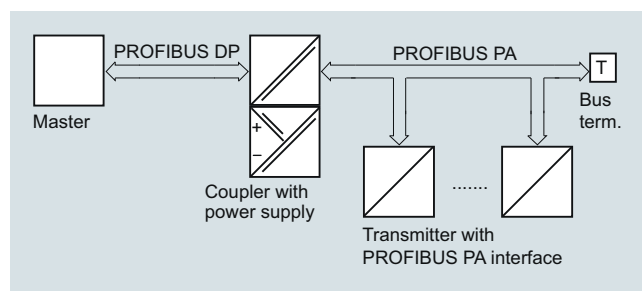 PROFIBUS DP
PROFIBUS PA
T
Master
Bus
term.
+
−
Coupler with
power supply
.......
Transmitter with
PROFIBUS PA interface